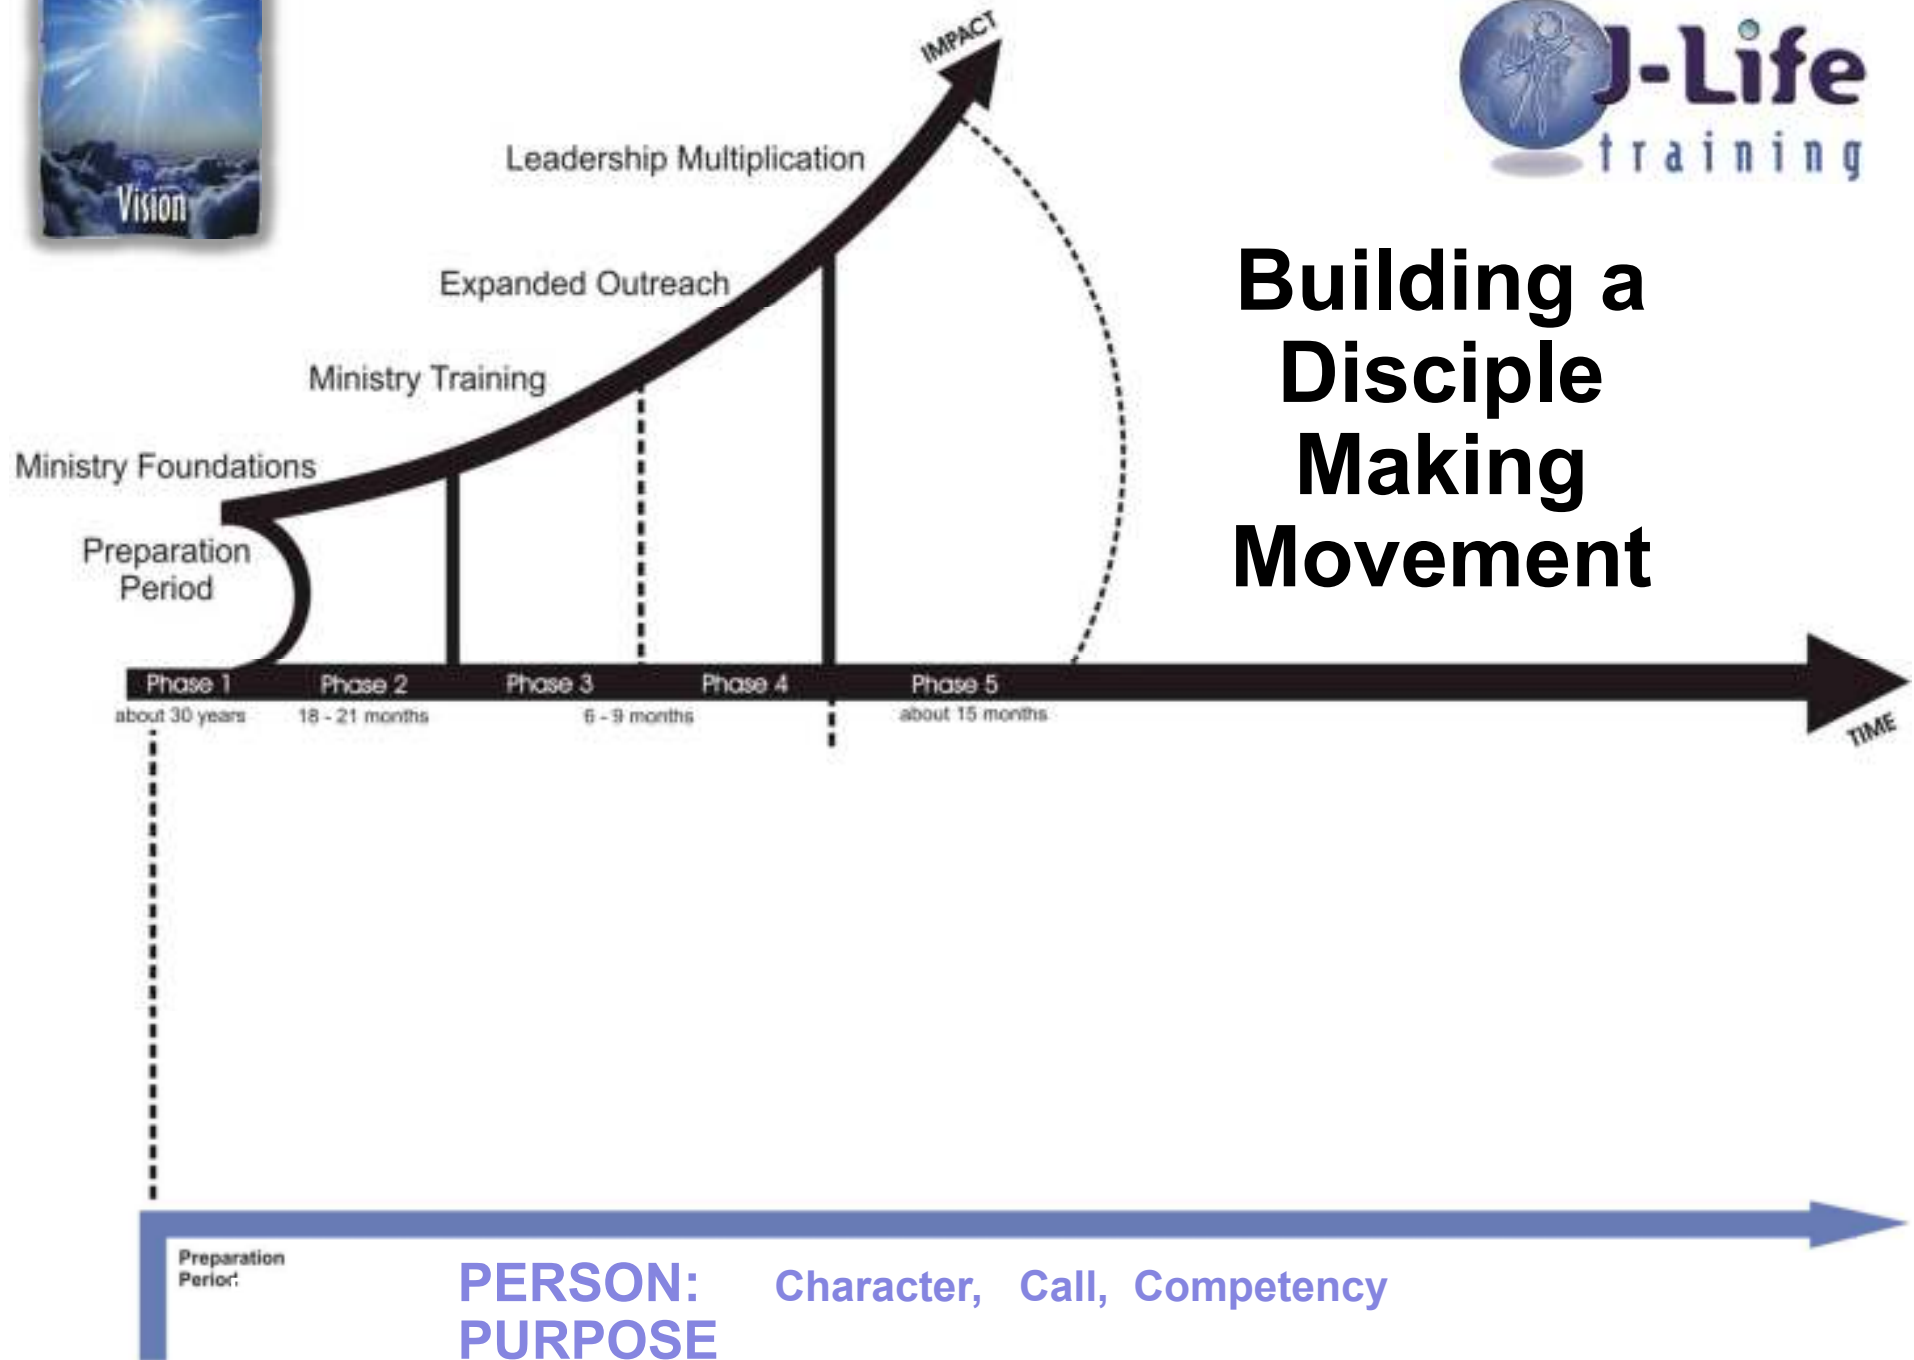 IMPACT
J-Life
training
Vision
Leadership Multiplication
Expanded Outreach
Ministry Training
Ministry Foundations
Preparation
Period
Building a
Disciple
Making
Movement
Phase 1
Phase 2
Phase 3
Phase 4
Phase 5
about 30 years
18 - 21 months
6 - 9 months
about 15 months
TIME
Preparation
Period:
PERSON: Character, Call, Competency
PURPOSE